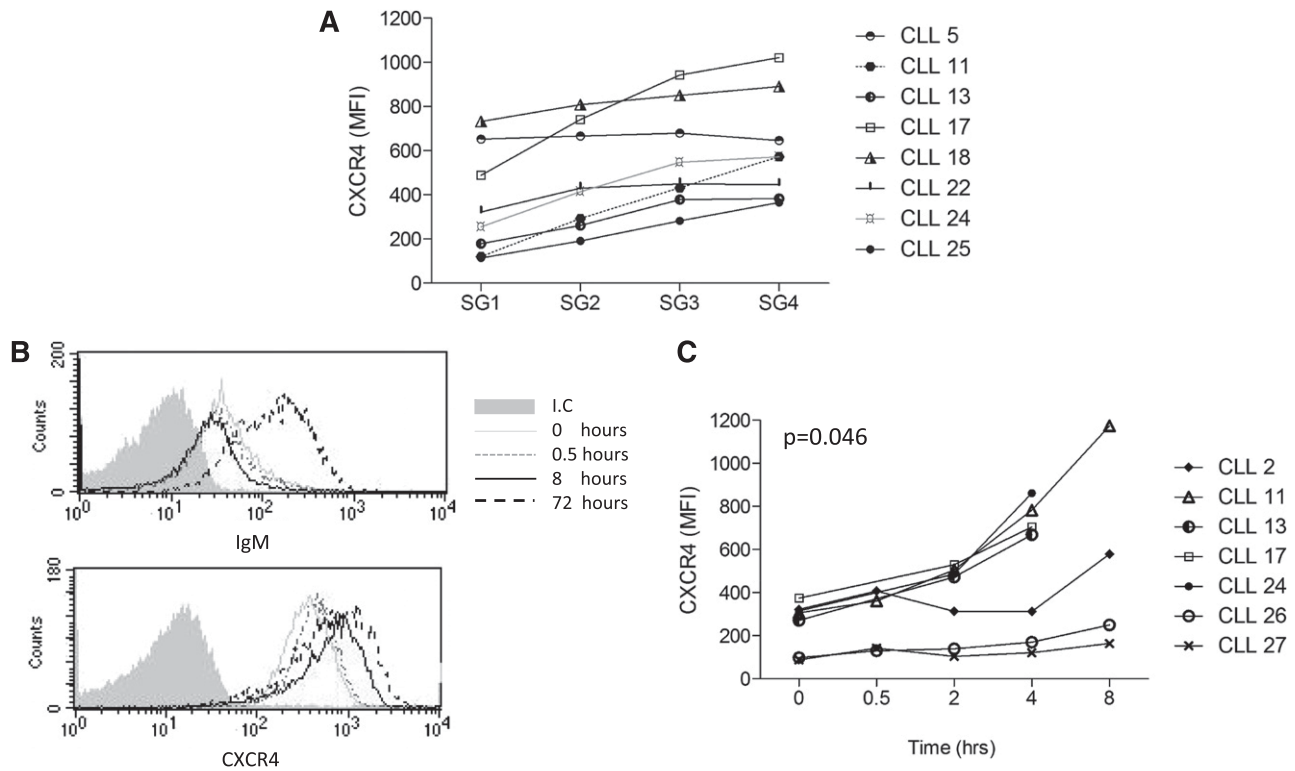 A
1200
1000
800
600
400
200
0
CXCR4 (MFI)
SG1 SG2 SG3 SG4
CLL 5
CLL 11
CLL 13
CLL 17
CLL 18
CLL 22
CLL 24
CLL 25
B
200
Counts
0
10^0 10^1 10^2 10^3 10^4
IgM
180
Counts
0
10^0 10^1 10^2 10^3 10^4
CXCR4
I.C
0 hours
0.5 hours
8 hours
72 hours
C
p=0.046
1200
1000
800
600
400
200
0
CXCR4 (MFI)
0 0.5 2 4 8
Time (hrs)
CLL 2
CLL 11
CLL 13
CLL 17
CLL 24
CLL 26
CLL 27